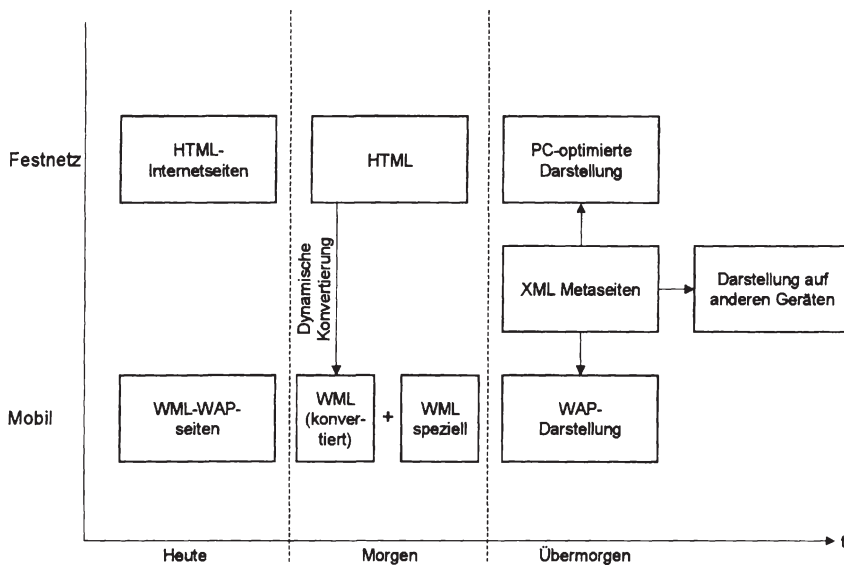 Festnetz
HTML-
Internetseiten
HTML
PC-optimierte
Darstellung
Dynamische
Konvertierung
XML Metaseiten
Darstellung auf
anderen Geräten
Mobil
WML-WAP-
seiten
WML
(konver-
tiert)
+
WML
speziell
WAP-
Darstellung
Heute
Morgen
Übermorgen
t